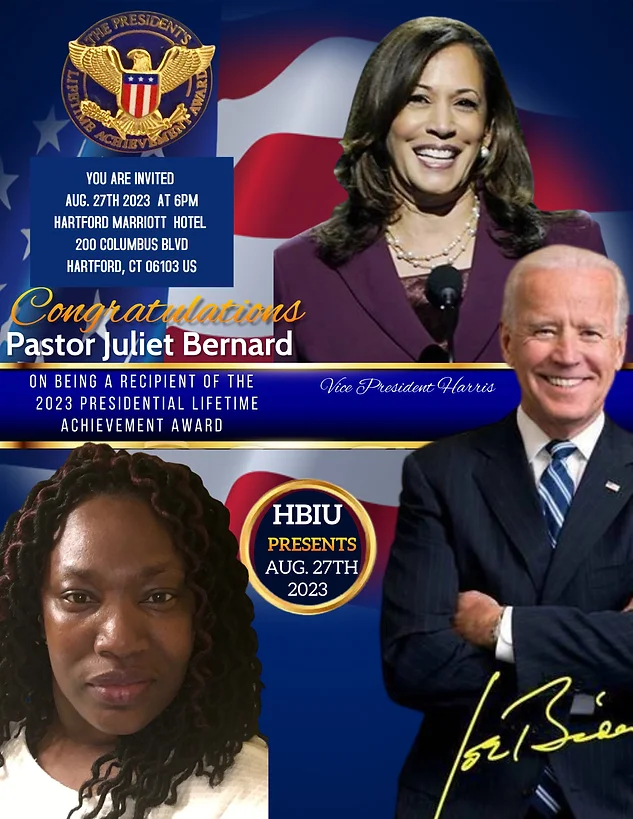 THE PRESIDENT'S
LIFETIME ACHIEVEMENT AWARD
YOU ARE INVITED
AUG. 27TH 2023 AT 6PM
HARTFORD MARRIOTT HOTEL
200 COLUMBUS BLVD
HARTFORD, CT 06103 US
Congratulations
Pastor Juliet Bernard
ON BEING A RECIPIENT OF THE
2023 PRESIDENTIAL LIFETIME
ACHIEVEMENT AWARD
Vice President Harris
HBIU
PRESENTS
AUG. 27TH
2023
Joe Biden